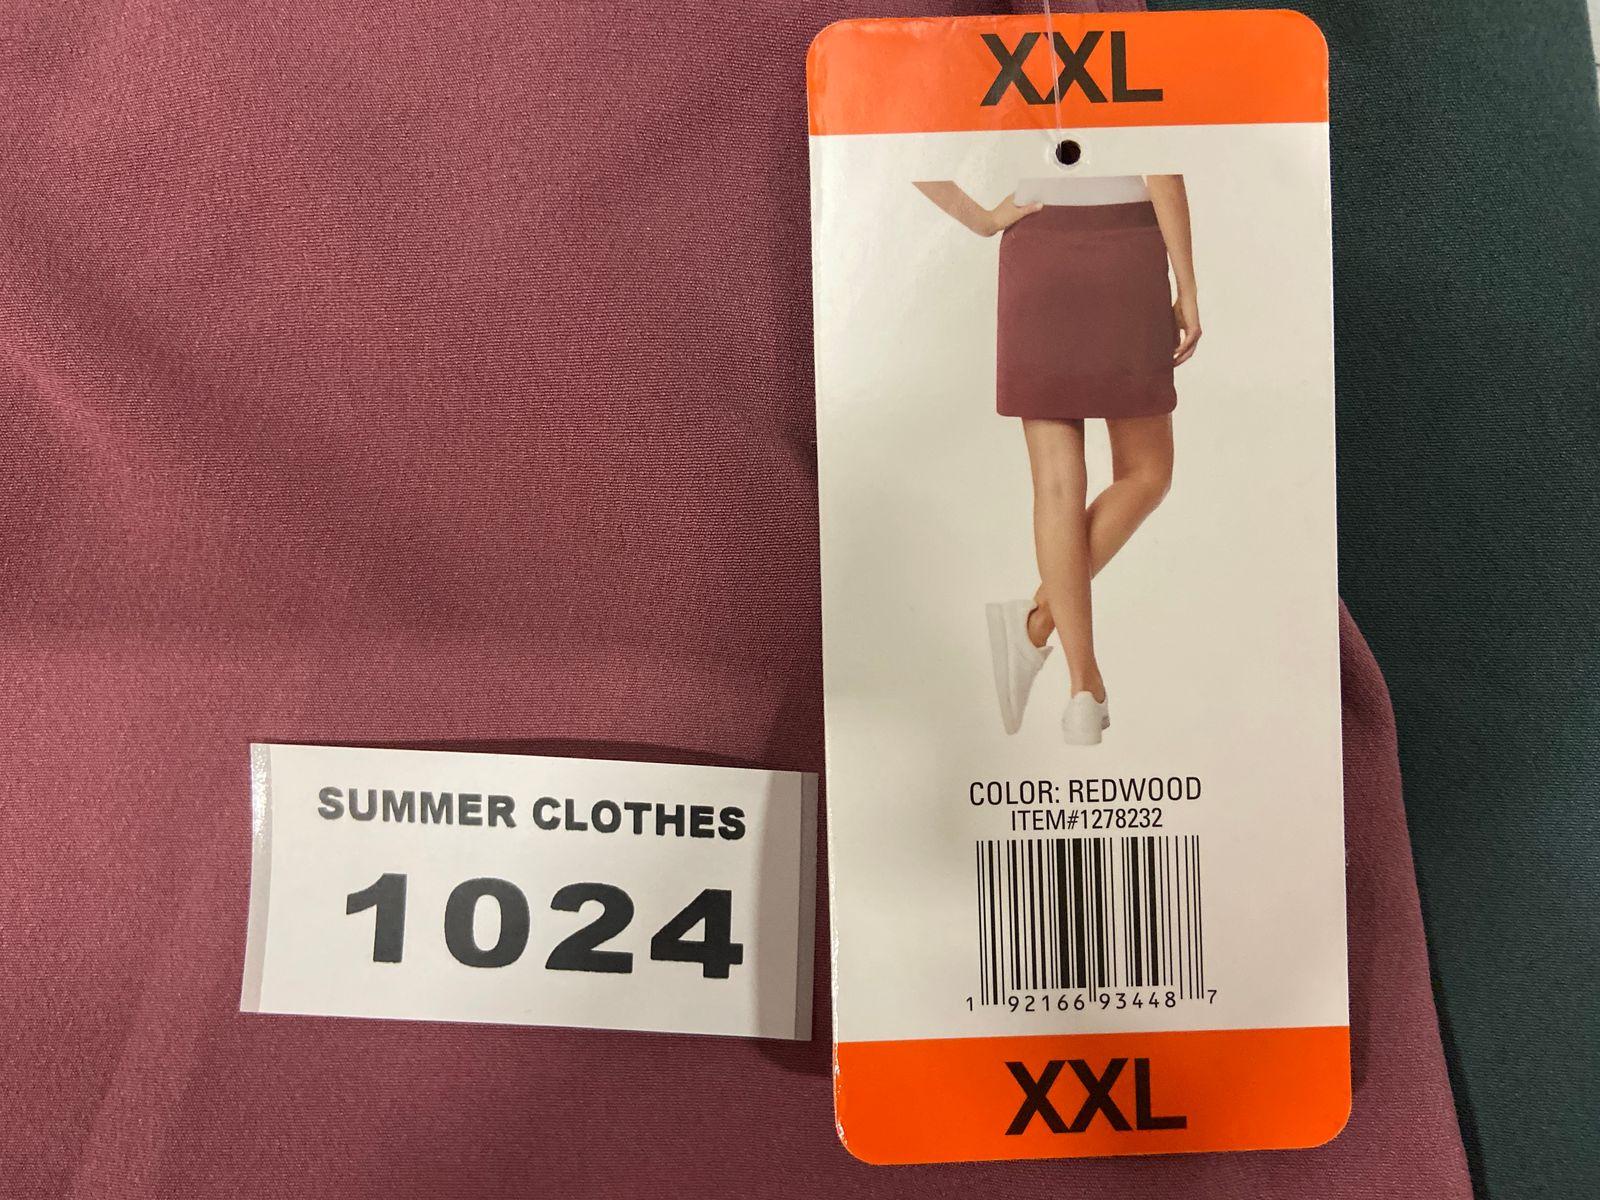 XXL
COLOR: REDWOOD
ITEM#1278232
1 92166 93448 7
XXL
SUMMER CLOTHES
1024